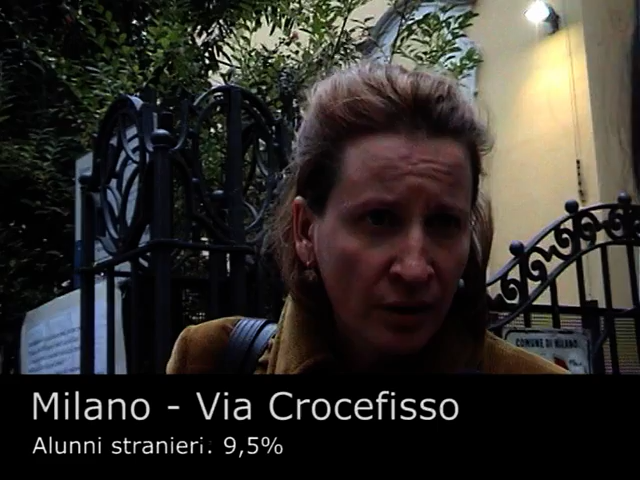 COMUNE DI MILANO
Milano - Via Crocefisso
Alunni stranieri: 9,5%